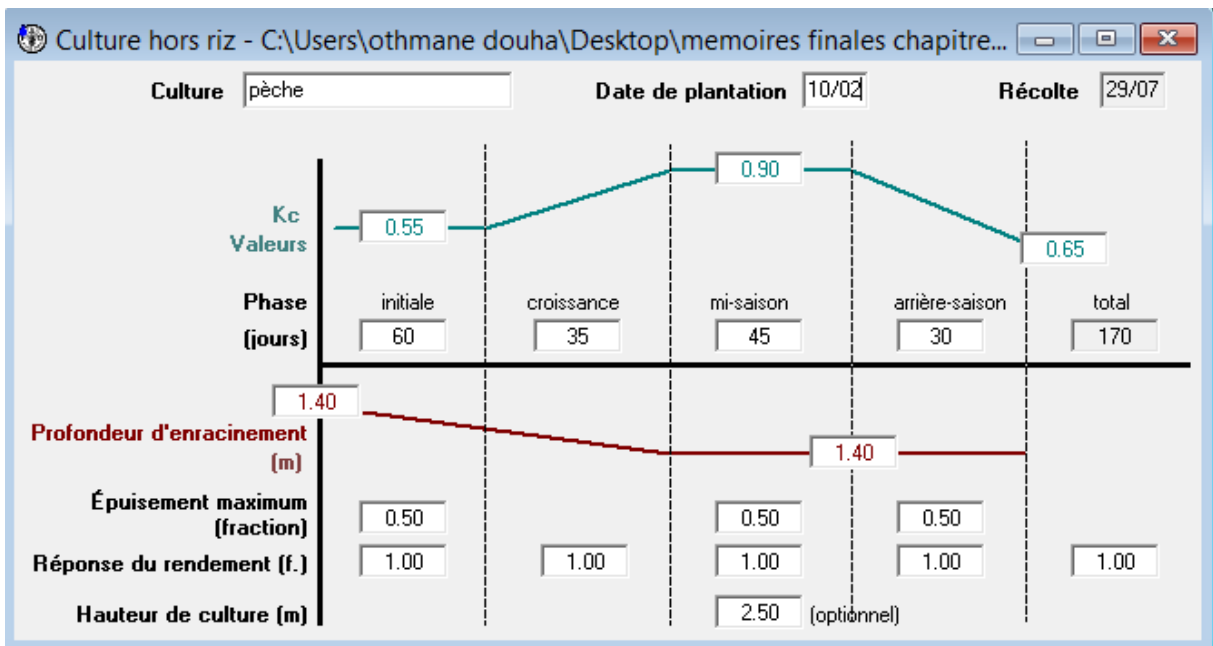 Culture hors riz - C:\Users\othmane douha\Desktop\memoires finales chapitre...
Culture pèche Date de plantation 10/02 Récolte 29/07
0.90
Kc
Valeurs
0.55
0.65
Phase initiale croissance mi-saison arrière-saison total
(jours) 60 35 45 30 170
1.40
Profondeur d'enracinement
(m)
1.40
Épuisement maximum
(fraction) 0.50 0.50 0.50
Réponse du rendement (f.) 1.00 1.00 1.00 1.00 1.00
Hauteur de culture (m) 2.50 (optionnel)